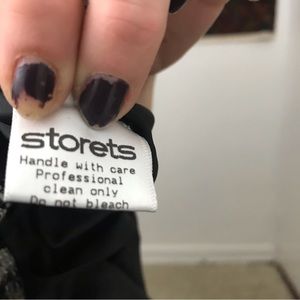 storets
Handle with care
Professional
clean only
Do not bleach